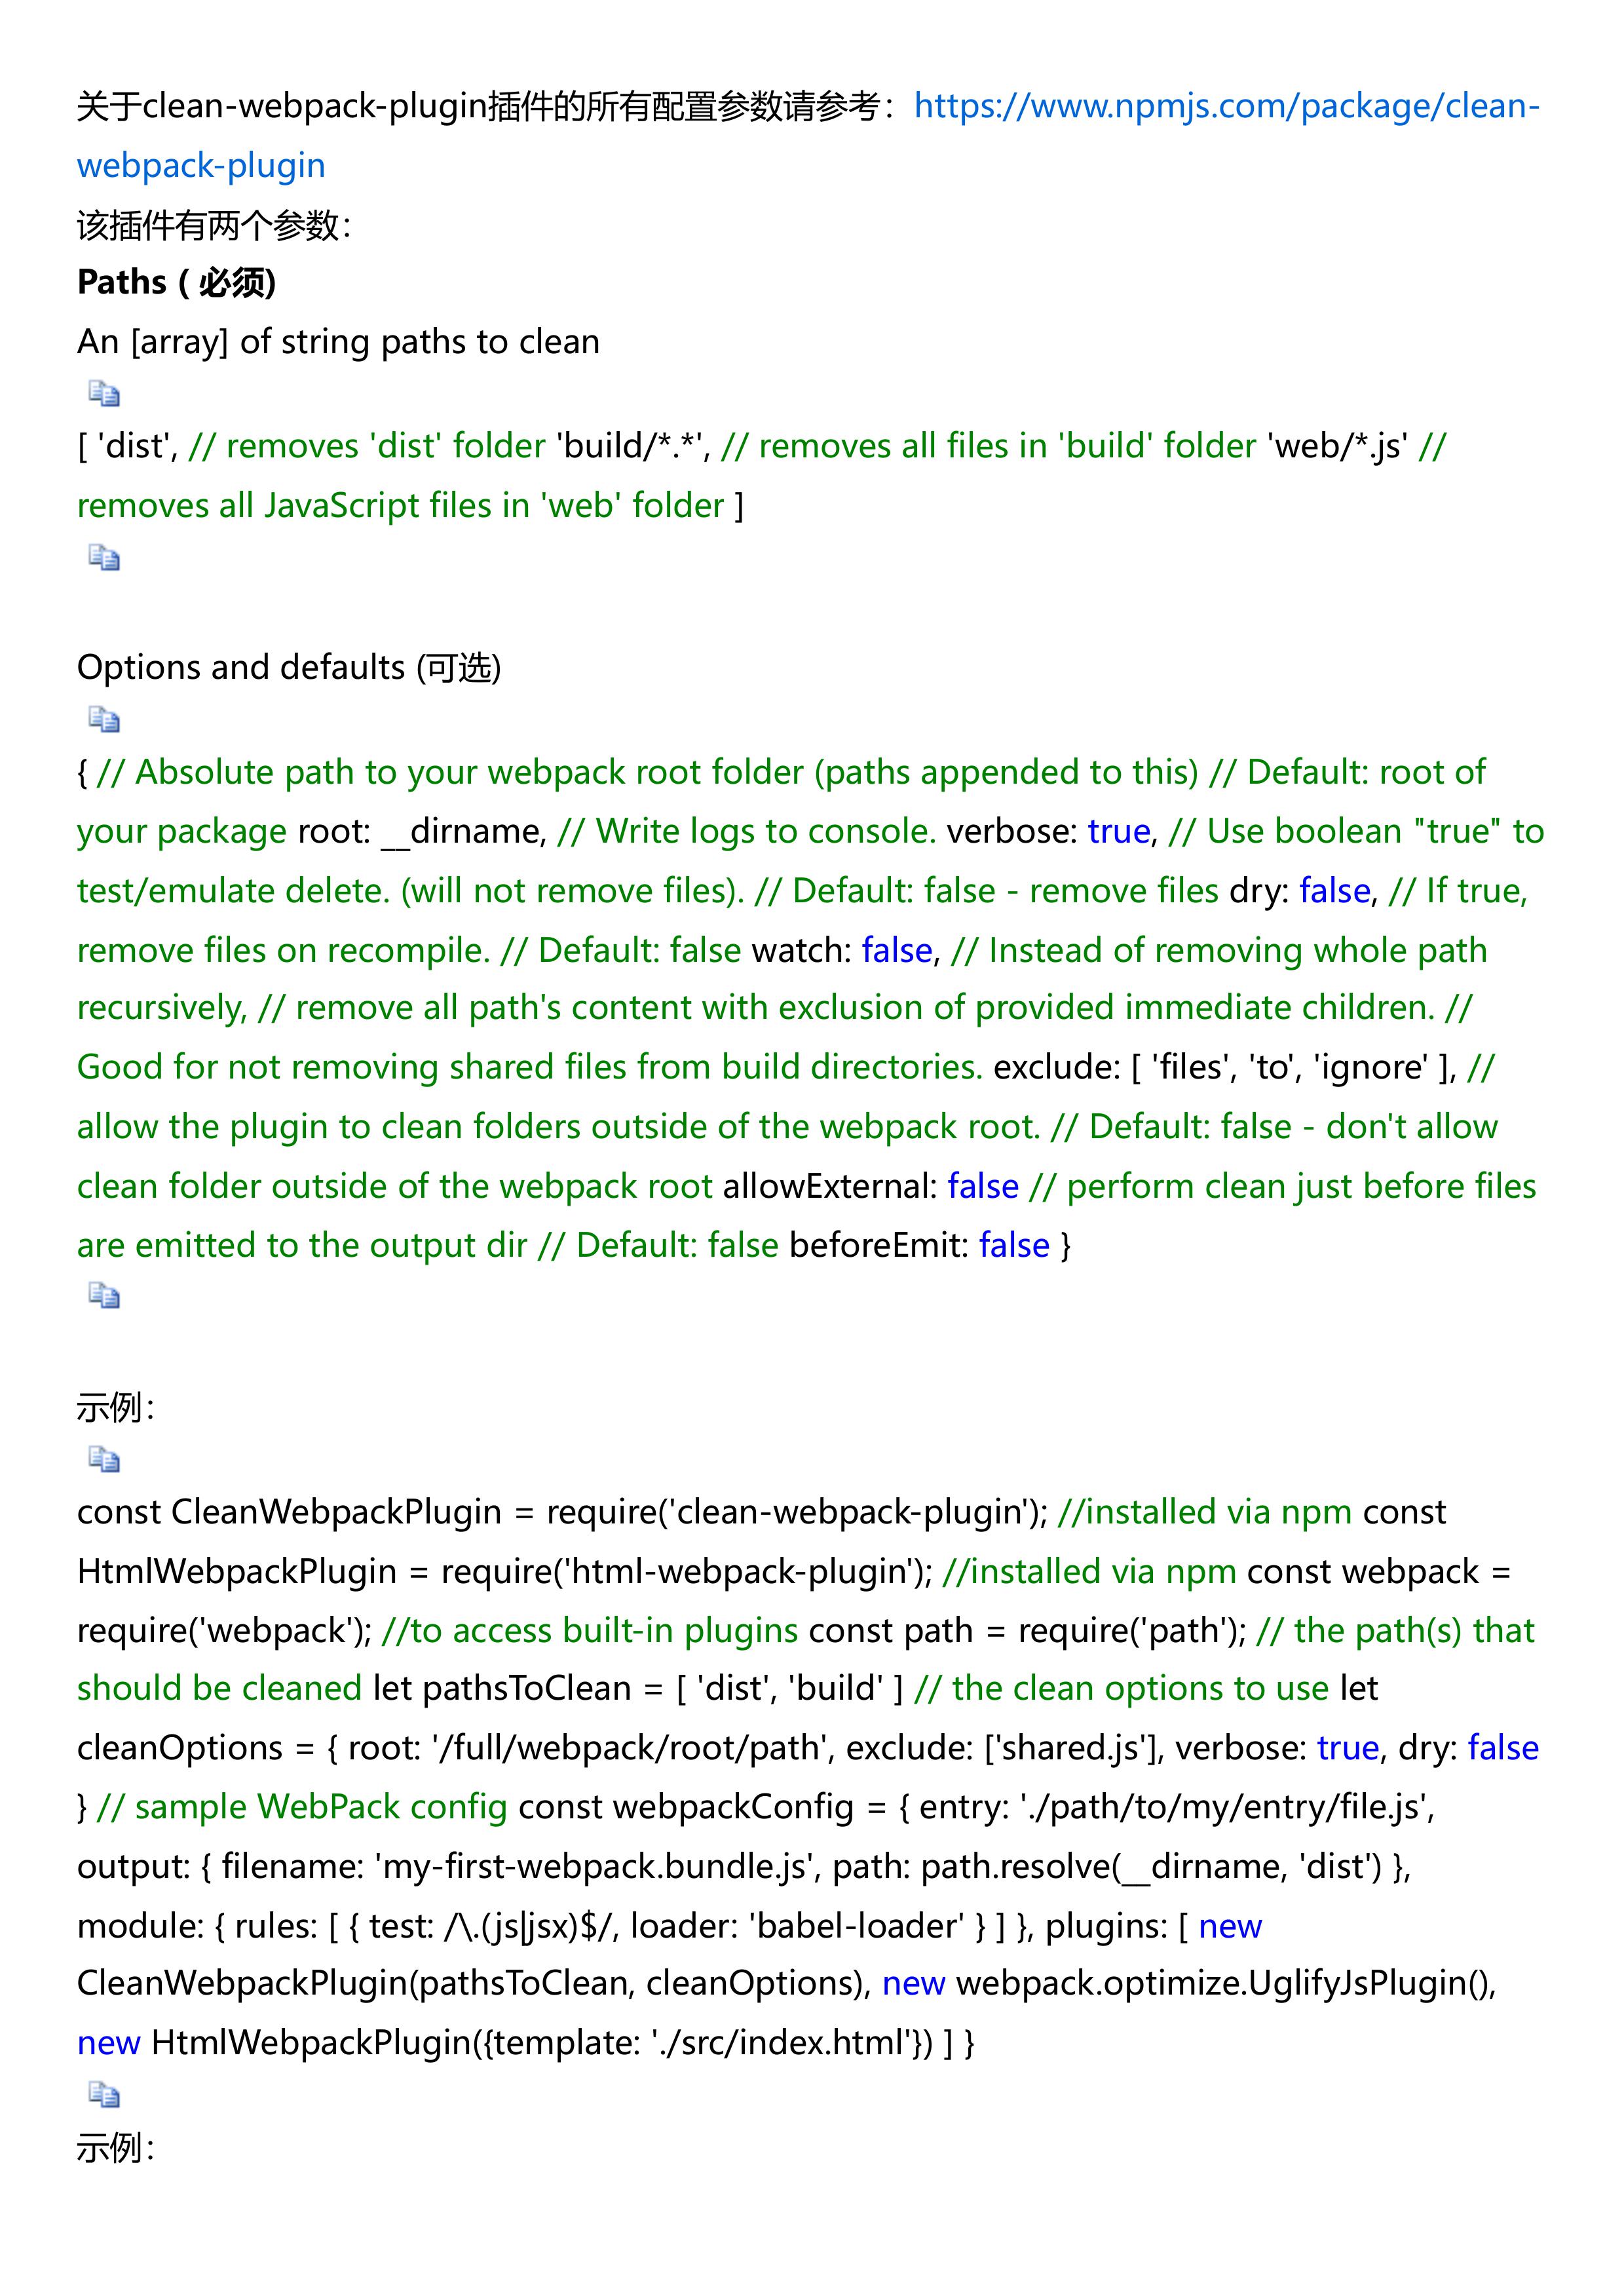 关于clean-webpack-plugin插件的所有配置参数请参考：https://www.npmjs.com/package/clean-
webpack-plugin
该插件有两个参数：
Paths ( 必须)
An [array] of string paths to clean
[ 'dist', // removes 'dist' folder 'build/*.*', // removes all files in 'build' folder 'web/*.js' //
removes all JavaScript files in 'web' folder ]
Options and defaults (可选)
{ // Absolute path to your webpack root folder (paths appended to this) // Default: root of
your package root: __dirname, // Write logs to console. verbose: true, // Use boolean "true" to
test/emulate delete. (will not remove files). // Default: false - remove files dry: false, // If true,
remove files on recompile. // Default: false watch: false, // Instead of removing whole path
recursively, // remove all path's content with exclusion of provided immediate children. //
Good for not removing shared files from build directories. exclude: [ 'files', 'to', 'ignore' ], //
allow the plugin to clean folders outside of the webpack root. // Default: false - don't allow
clean folder outside of the webpack root allowExternal: false // perform clean just before files
are emitted to the output dir // Default: false beforeEmit: false }
示例：
const CleanWebpackPlugin = require('clean-webpack-plugin'); //installed via npm const
HtmlWebpackPlugin = require('html-webpack-plugin'); //installed via npm const webpack =
require('webpack'); //to access built-in plugins const path = require('path'); // the path(s) that
should be cleaned let pathsToClean = [ 'dist', 'build' ] // the clean options to use let
cleanOptions = { root: '/full/webpack/root/path', exclude: ['shared.js'], verbose: true, dry: false
} // sample WebPack config const webpackConfig = { entry: './path/to/my/entry/file.js',
output: { filename: 'my-first-webpack.bundle.js', path: path.resolve(__dirname, 'dist') },
module: { rules: [ { test: /\.(js|jsx)$/, loader: 'babel-loader' } ] }, plugins: [ new
CleanWebpackPlugin(pathsToClean, cleanOptions), new webpack.optimize.UglifyJsPlugin(),
new HtmlWebpackPlugin({template: './src/index.html'}) ] }
示例：